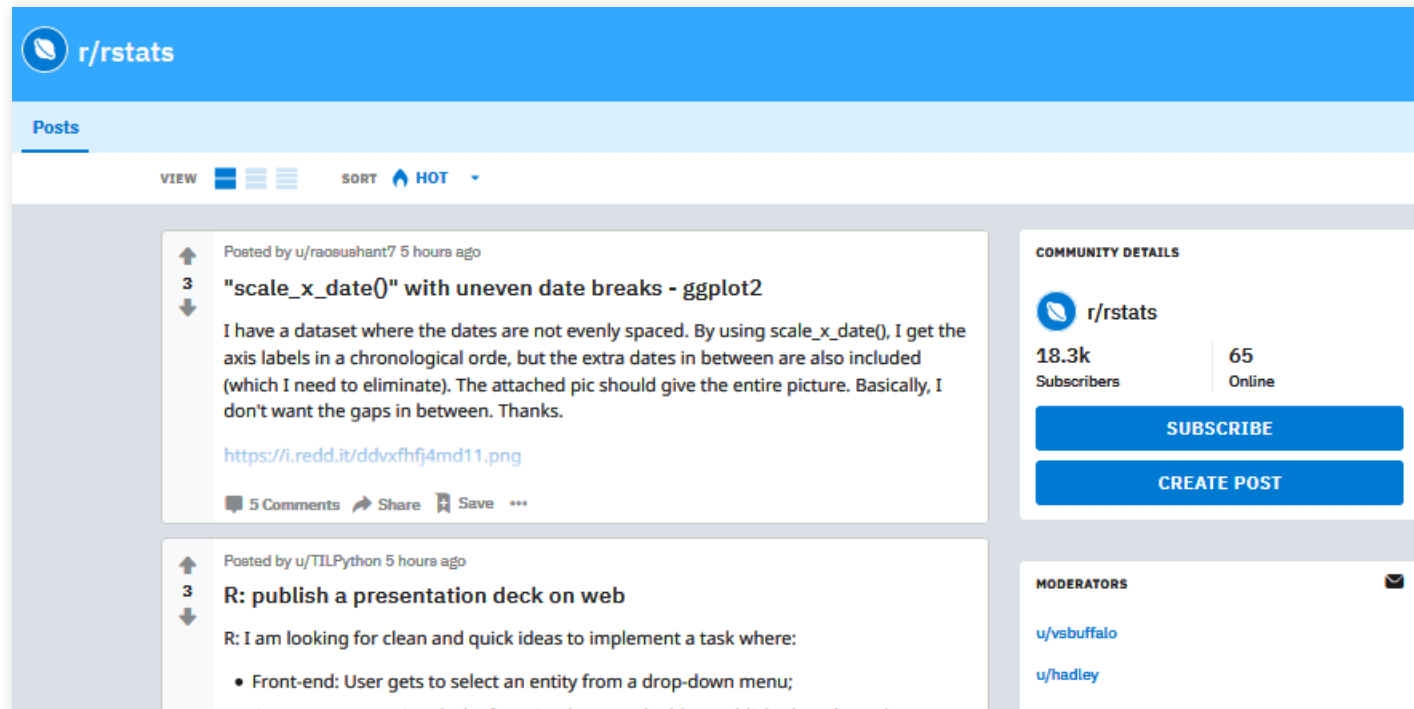 r/rstats
Posts
VIEW
SORT HOT
Posted by u/raosushant7 5 hours ago
3
"scale_x_date()" with uneven date breaks - ggplot2
I have a dataset where the dates are not evenly spaced. By using scale_x_date(), I get the
axis labels in a chronological orde, but the extra dates in between are also included
(which I need to eliminate). The attached pic should give the entire picture. Basically, I
don't want the gaps in between. Thanks.
https://i.redd.it/ddvxfhfj4md11.png
5 Comments Share Save •••
Posted by u/TILPython 5 hours ago
3
R: publish a presentation deck on web
R: I am looking for clean and quick ideas to implement a task where:
• Front-end: User gets to select an entity from a drop-down menu;
COMMUNITY DETAILS
r/rstats
18.3k
Subscribers
65
Online
SUBSCRIBE
CREATE POST
MODERATORS
u/vsbuffalo
u/hadley